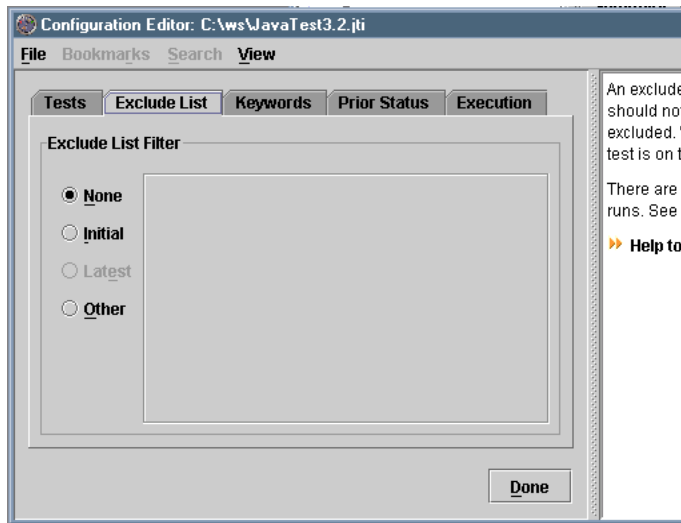 Configuration Editor: C:\ws\JavaTest3.2.jti
File Bookmarks Search View
Tests Exclude List Keywords Prior Status Execution
Exclude List Filter
None
Initial
Latest
Other
Done
An exclude
should not
excluded.
test is on
There are
runs. See
Help to